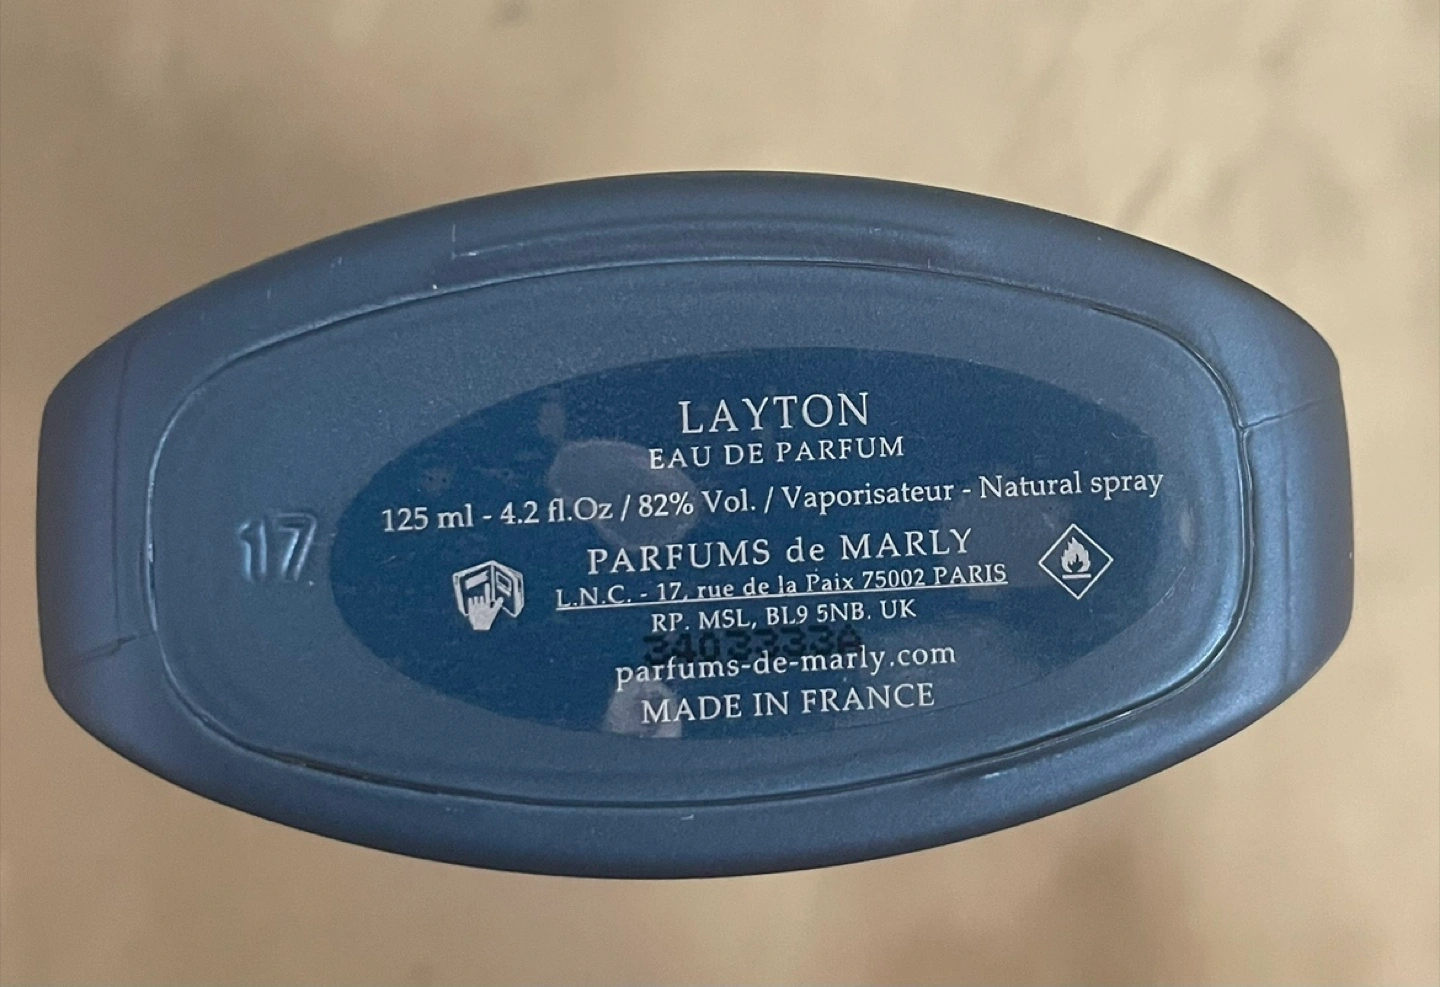 LAYTON
EAU DE PARFUM
125 ml - 4.2 fl.Oz / 82% Vol. / Vaporisateur - Natural spray
17
PARFUMS de MARLY
L.N.C. - 17, rue de la Paix 75002 PARIS
RP. MSL, BL9 5NB. UK
3403333A
parfums-de-marly.com
MADE IN FRANCE